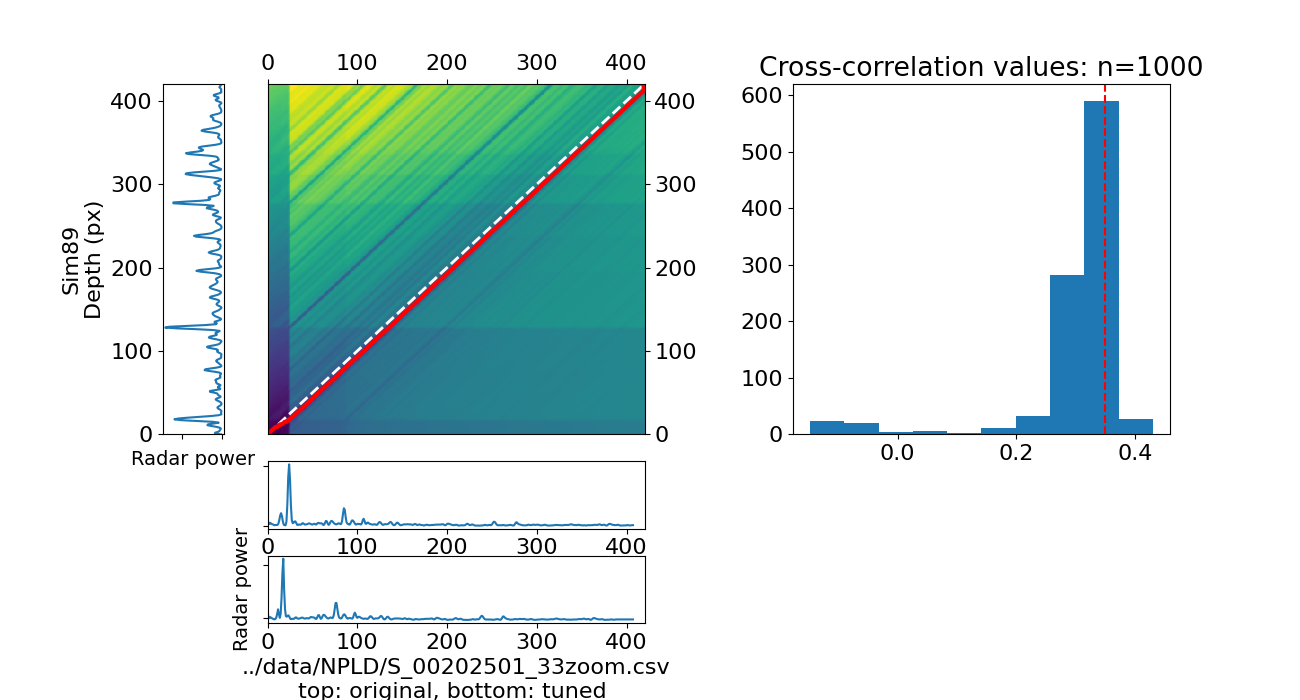 Cross-correlation values: n=1000
0 100 200 300 400
400
300
200
100
0
Sim89
Depth (px)
Radar power
400
300
200
100
0
600
500
400
300
200
100
0
0.0 0.2 0.4
0 100 200 300 400
Radar power
0 100 200 300 400
../data/NPLD/S_00202501_33zoom.csv
top: original, bottom: tuned